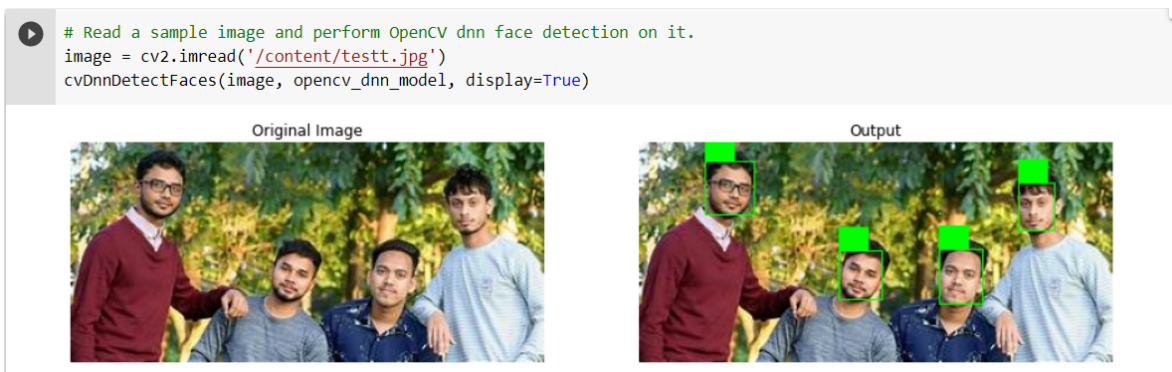 # Read a sample image and perform OpenCV dnn face detection on it.
image = cv2.imread('/content/testt.jpg')
cvDnnDetectFaces(image, opencv_dnn_model, display=True)
Original Image
Output